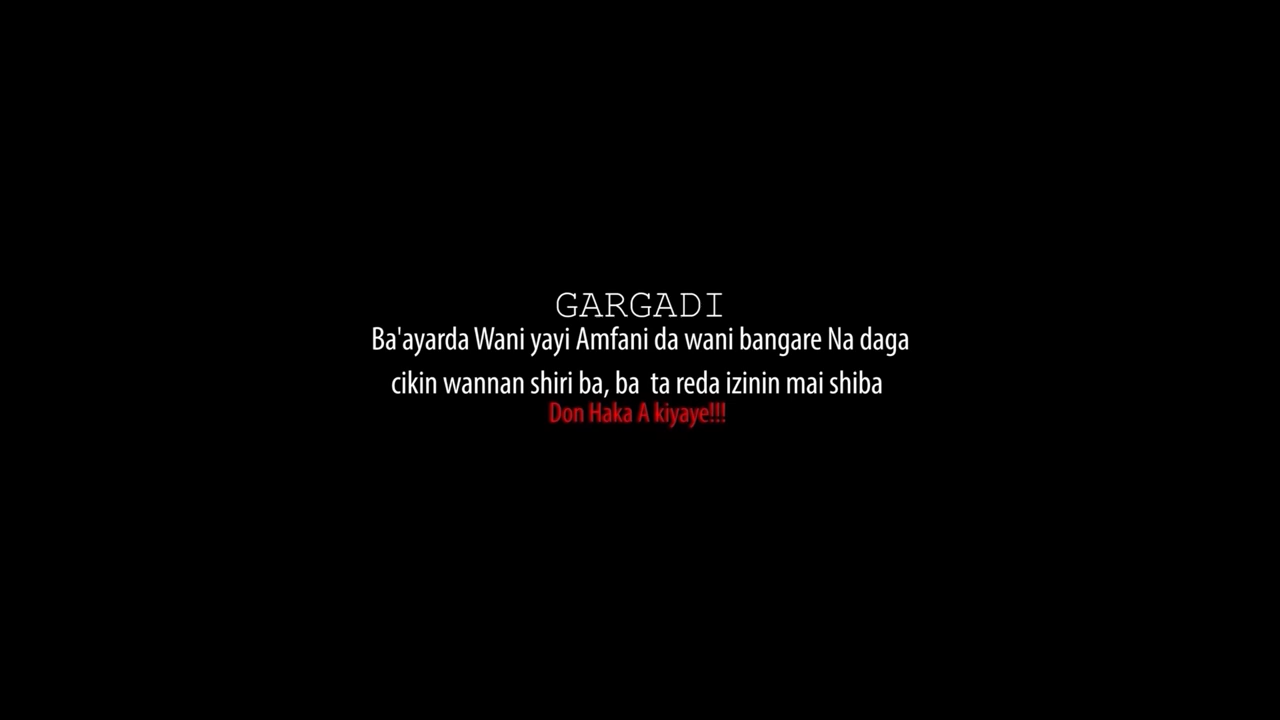 GARGADI
Ba'ayarda Wani yayi Amfani da wani bangare Na daga
cikin wannan shiri ba, ba ta reda izinin mai shiba
Don Haka A kiyaye!!!